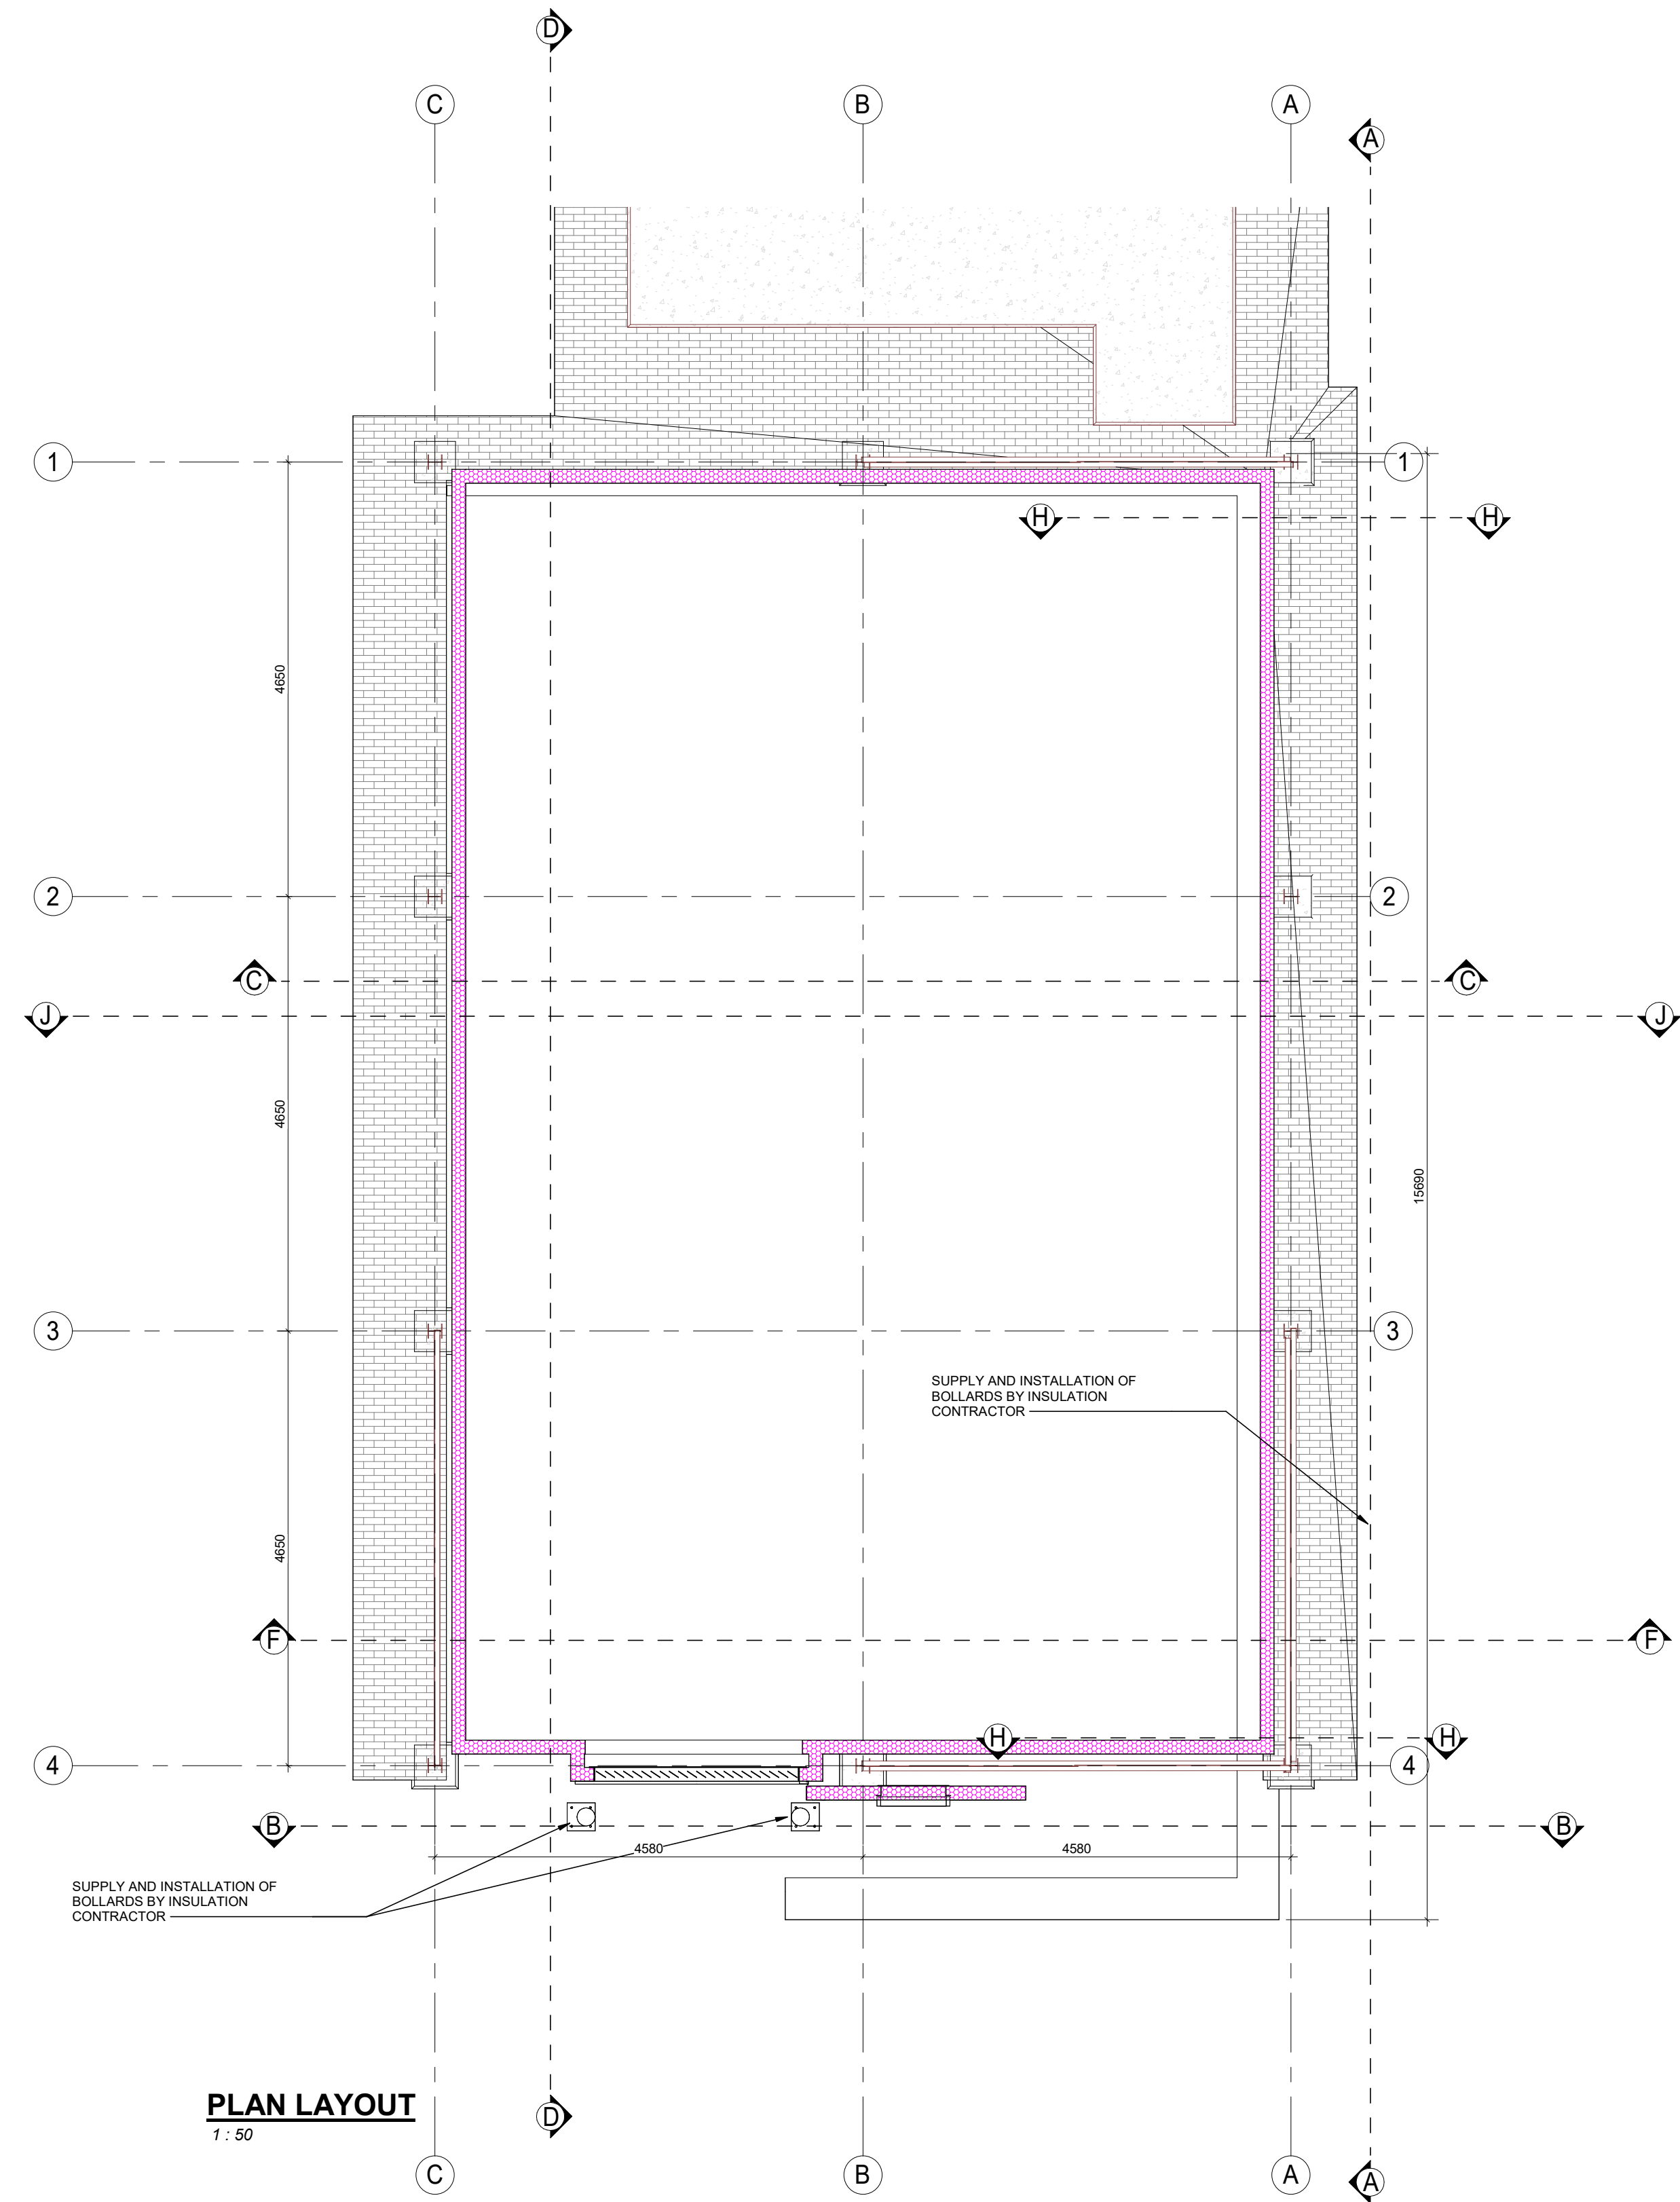 D
C
B
A
A
1
1
H
H
4650
2
2
C
C
J
J
4650
15690
3
3
SUPPLY AND INSTALLATION OF
BOLLARDS BY INSULATION
CONTRACTOR
4650
F
F
H
H
4
4
B
B
4580
4580
SUPPLY AND INSTALLATION OF
BOLLARDS BY INSULATION
CONTRACTOR
PLAN LAYOUT
1 : 50
D
C
B
A
A